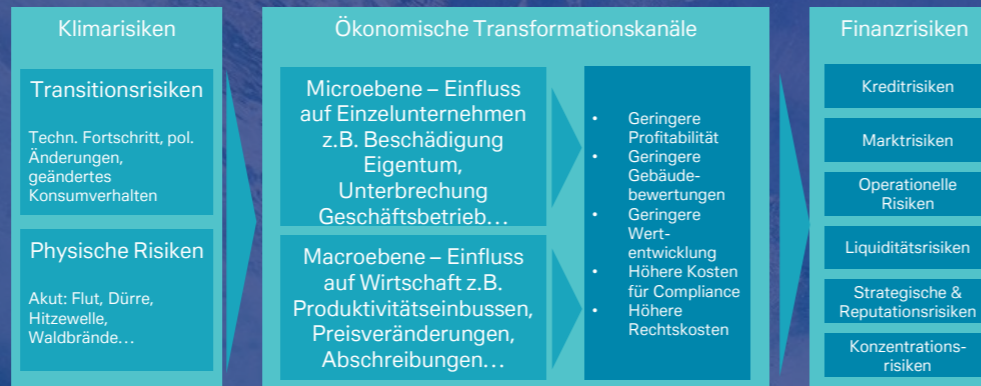 Klimarisiken
Transitionsrisiken
Techn. Fortschritt, pol.
Änderungen,
geändertes
Konsumverhalten
Physische Risiken
Akut: Flut, Dürre,
Hitzewelle,
Waldbrände…
Ökonomische Transformationskanäle
Microebene – Einfluss
auf Einzelunternehmen
z.B. Beschädigung
Eigentum,
Unterbrechung
Geschäftsbetrieb…
Macroebene – Einfluss
auf Wirtschaft z.B.
Produktivitätseinbussen,
Preisveränderungen,
Abschreibungen…
• Geringere
Profitabilität
• Geringere
Gebäude-
bewertungen
• Geringere
Wert-
entwicklung
• Höhere Kosten
für Compliance
• Höhere
Rechtskosten
Finanzrisiken
Kreditrisiken
Marktrisiken
Operationelle
Risiken
Liquiditätsrisiken
Strategische &
Reputationsrisiken
Konzentrations-
risiken